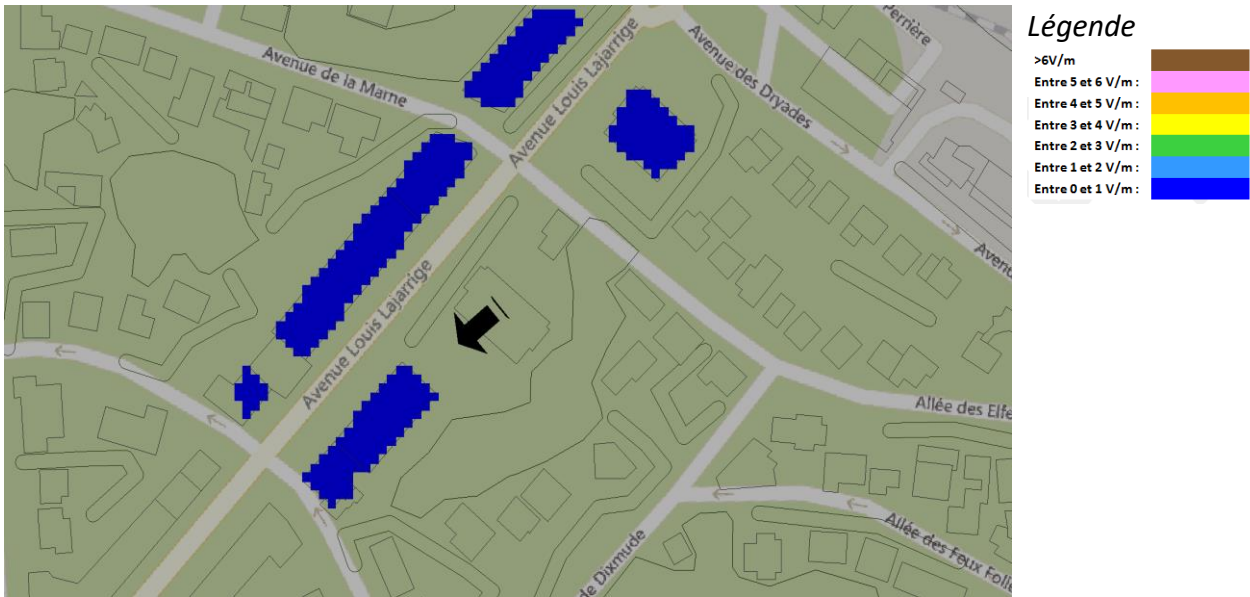 Légende
>6V/m
Entre 5 et 6 V/m :
Entre 4 et 5 V/m :
Entre 3 et 4 V/m :
Entre 2 et 3 V/m :
Entre 1 et 2 V/m :
Entre 0 et 1 V/m :
Perrière
Avenue de la Marne
Avenue Louis Lajarrige
Avenue des Dryades
Avenue Louis Lajarrige
Allée des Elfe
Allée des Feux Folle
de Dixmude